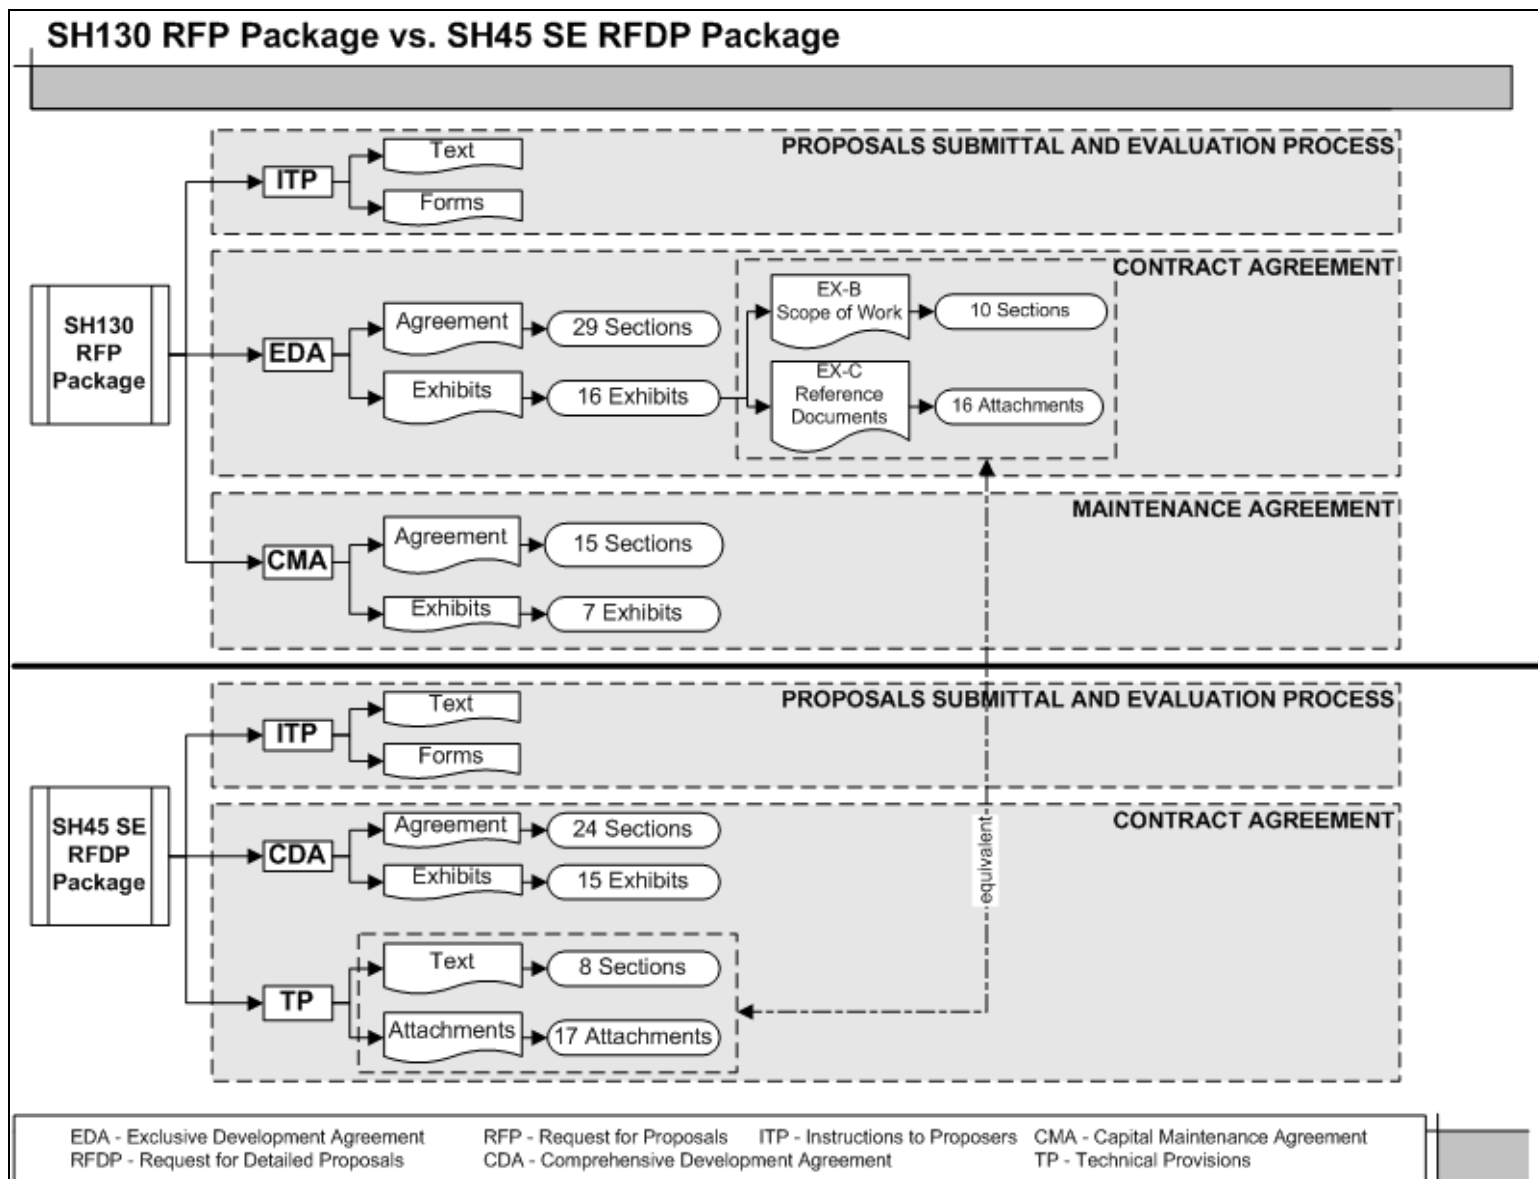 SH130 RFP Package vs. SH45 SE RFDP Package
PROPOSALS SUBMITTAL AND EVALUATION PROCESS
ITP
Text
Forms
SH130
RFP
Package
CONTRACT AGREEMENT
EDA
Agreement
29 Sections
Exhibits
16 Exhibits
EX-B
Scope of Work
10 Sections
EX-C
Reference
Documents
16 Attachments
MAINTENANCE AGREEMENT
CMA
Agreement
15 Sections
Exhibits
7 Exhibits
PROPOSALS SUBMITTAL AND EVALUATION PROCESS
ITP
Text
Forms
SH45 SE
RFDP
Package
CONTRACT AGREEMENT
CDA
Agreement
24 Sections
Exhibits
15 Exhibits
equivalent
TP
Text
8 Sections
Attachments
17 Attachments
EDA - Exclusive Development Agreement
RFP - Request for Proposals
ITP - Instructions to Proposers
CMA - Capital Maintenance Agreement
RFDP - Request for Detailed Proposals
CDA - Comprehensive Development Agreement
TP - Technical Provisions